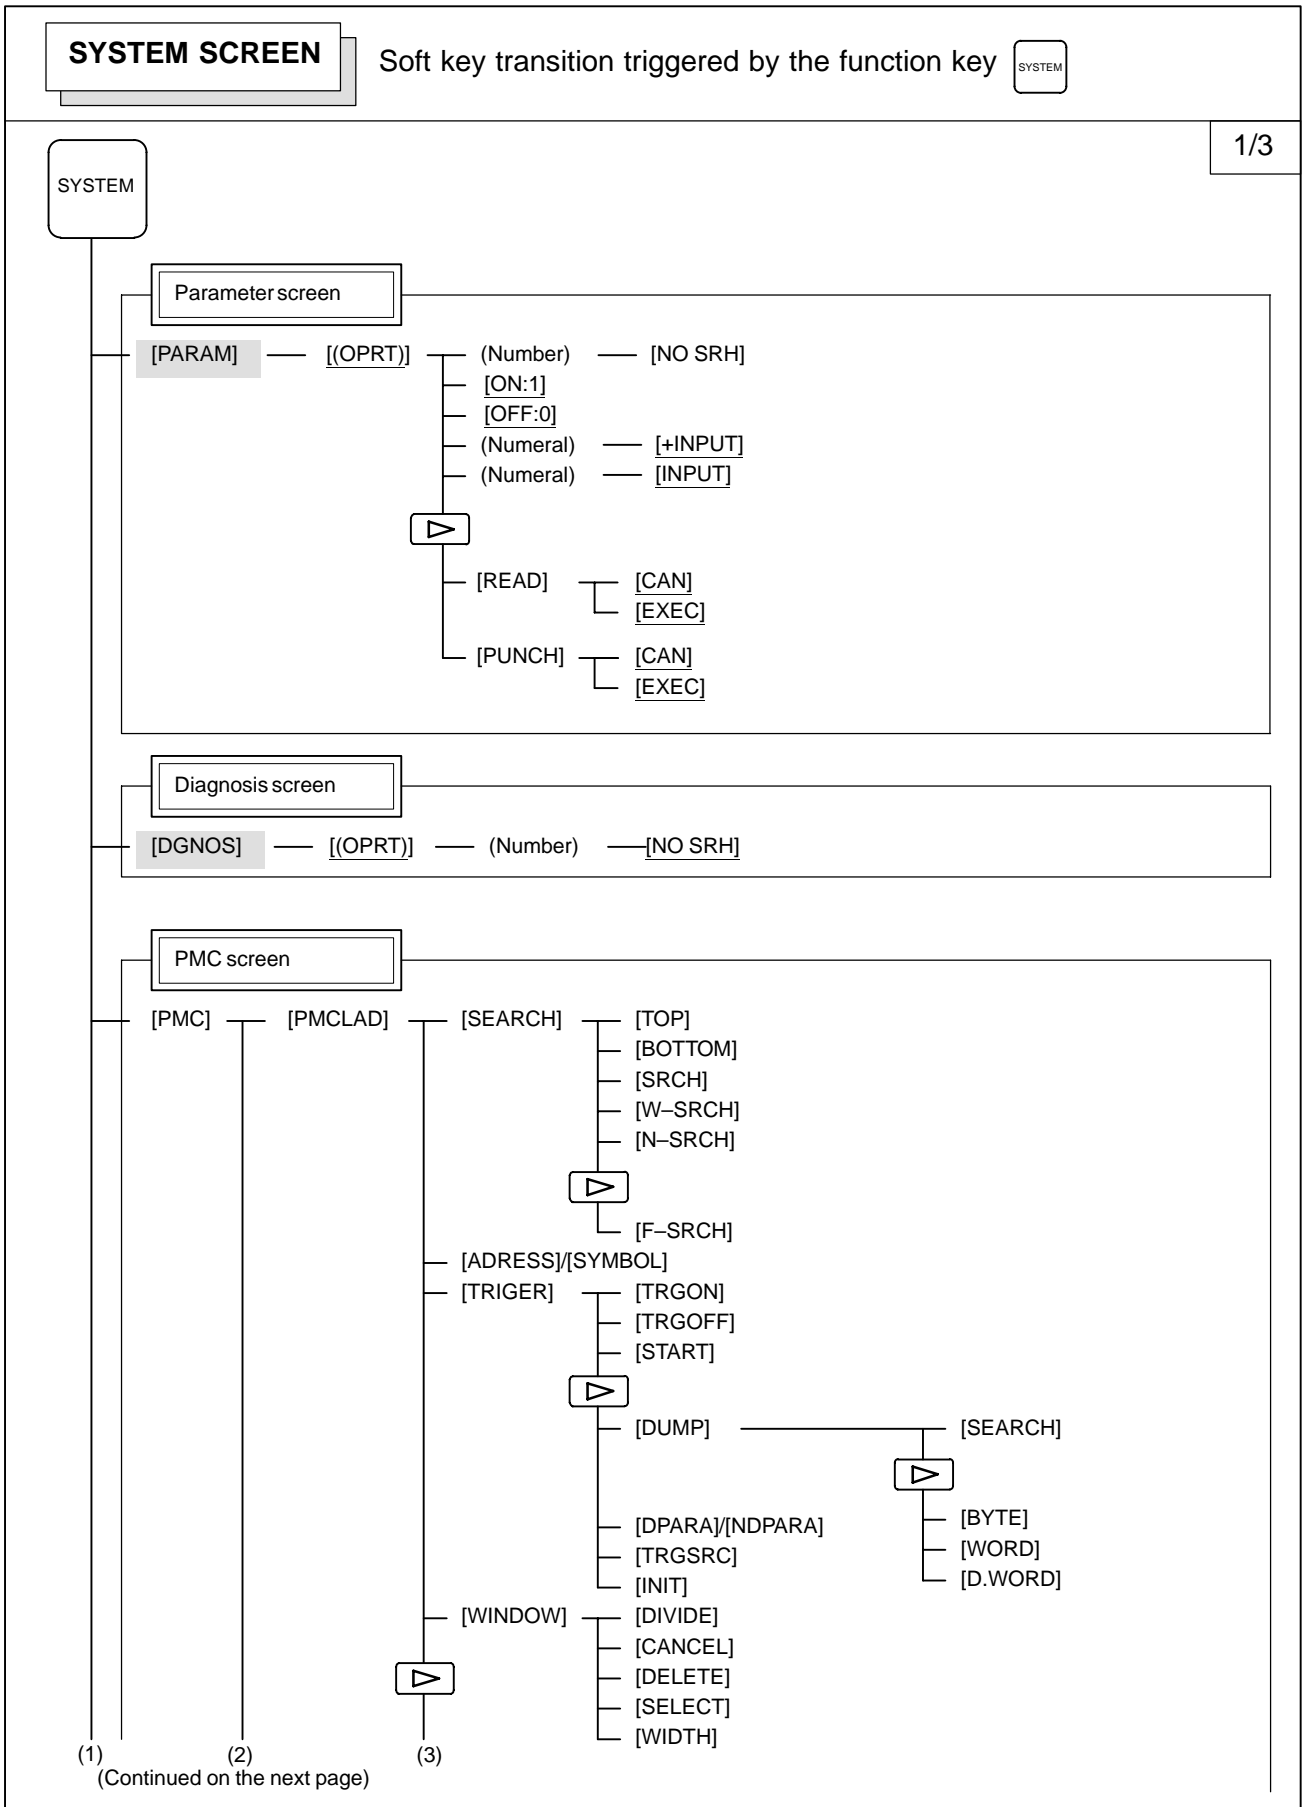 SYSTEM SCREEN Soft key transition triggered by the function key SYSTEM
1/3
SYSTEM
Parameter screen
[PARAM] [(OPRT)] (Number) [NO SRH]
[ON:1]
[OFF:0]
(Numeral) [+INPUT]
(Numeral) [INPUT]
[READ] [CAN]
[EXEC]
[PUNCH] [CAN]
[EXEC]
Diagnosis screen
[DGNOS] [(OPRT)] (Number) [NO SRH]
PMC screen
[PMC] [PMCLAD] [SEARCH] [TOP]
[BOTTOM]
[SRCH]
[W–SRCH]
[N–SRCH]
[F–SRCH]
[ADRESS]/[SYMBOL]
[TRIGER] [TRGON]
[TRGOFF]
[START]
[DUMP] [SEARCH]
[DPARA]/[NDPARA] [BYTE]
[TRGSRC] [WORD]
[INIT] [D.WORD]
[WINDOW] [DIVIDE]
[CANCEL]
[DELETE]
[SELECT]
[WIDTH]
(1) (2) (3)
(Continued on the next page)